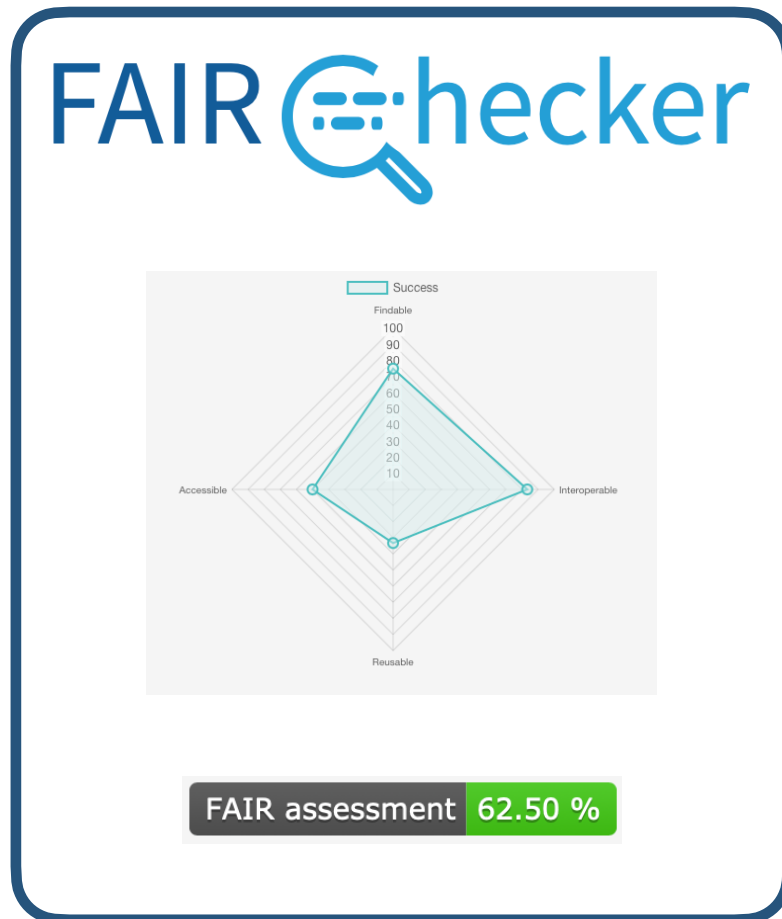 FAIR Checker
Success
Findable
100
90
80
70
60
50
40
30
20
10
Accessible
Interoperable
Reusable
FAIR assessment 62.50 %